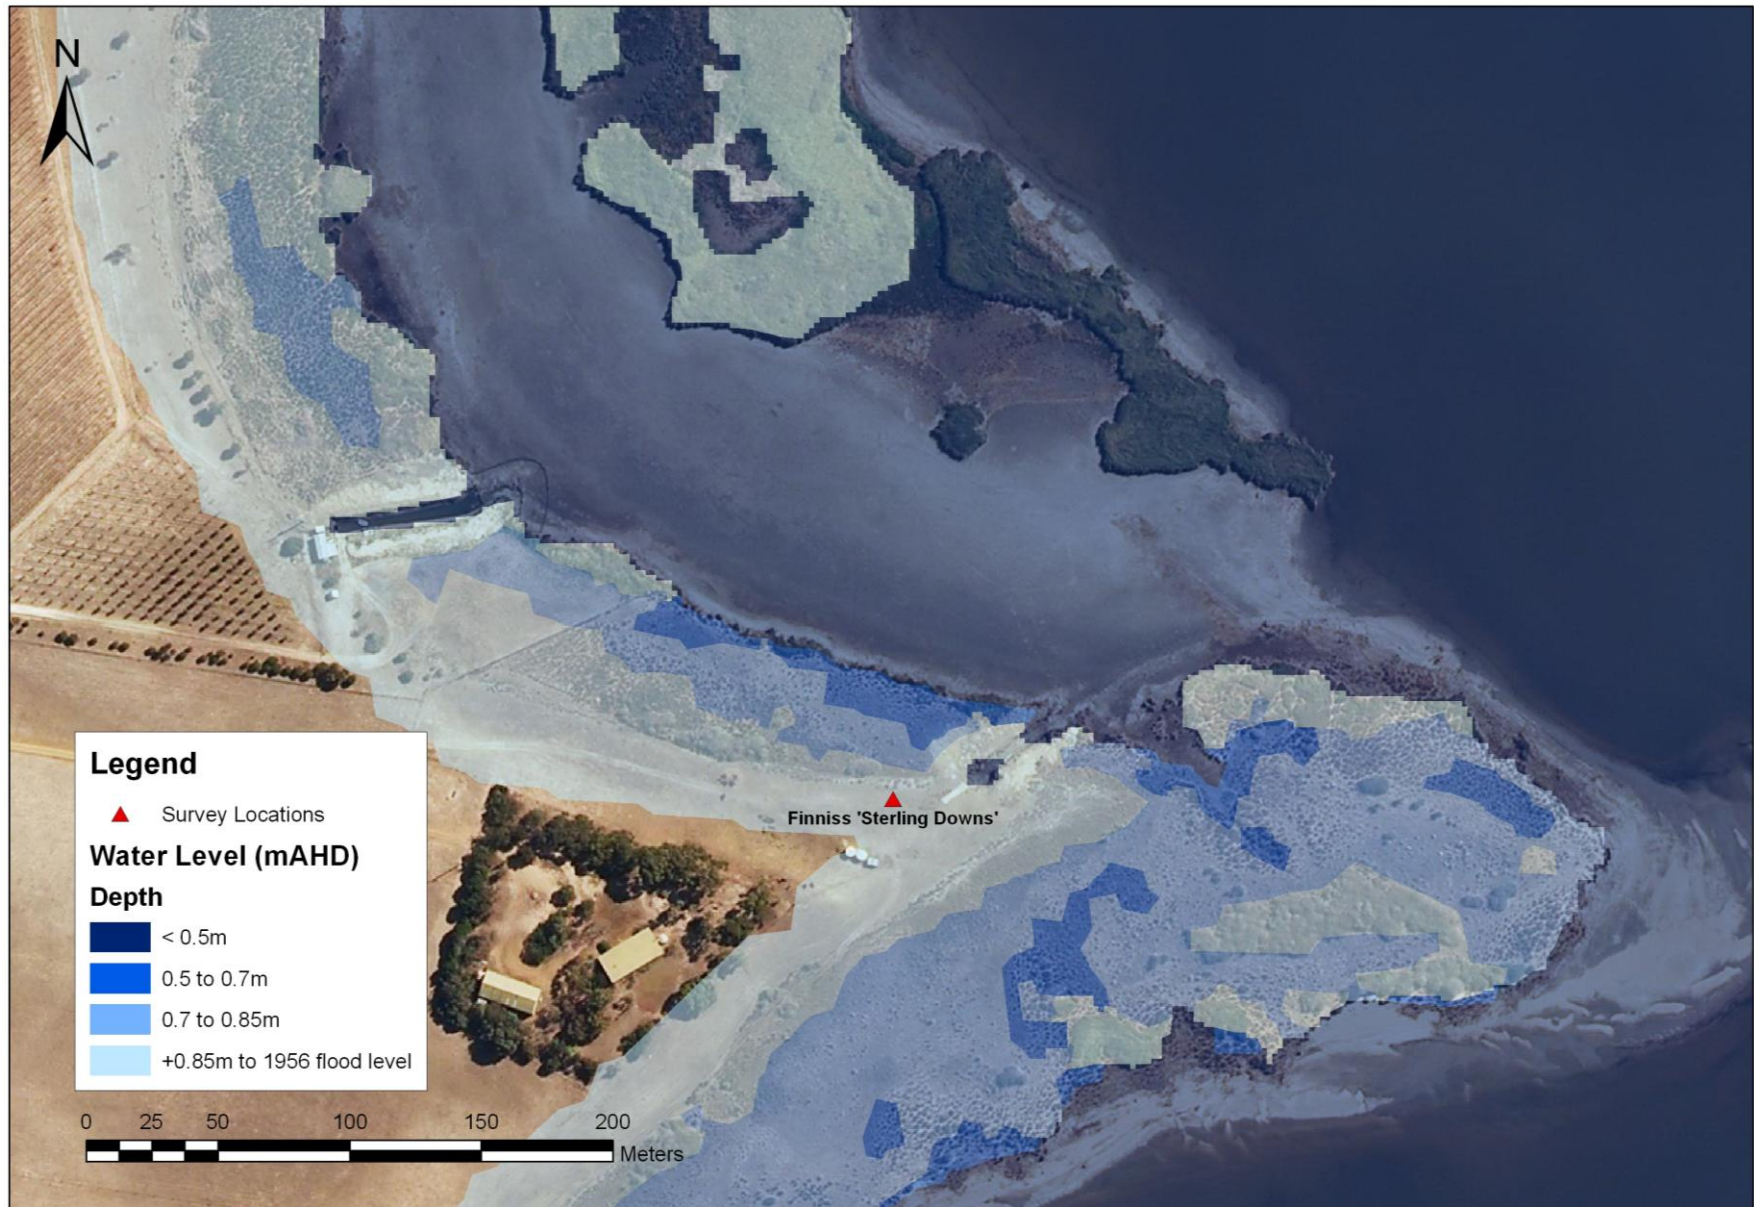 N
Finniss 'Sterling Downs'
Legend
Survey Locations
Water Level (mAHD)
Depth
< 0.5m
0.5 to 0.7m
0.7 to 0.85m
+0.85m to 1956 flood level
0 25 50 100 150 200
Meters